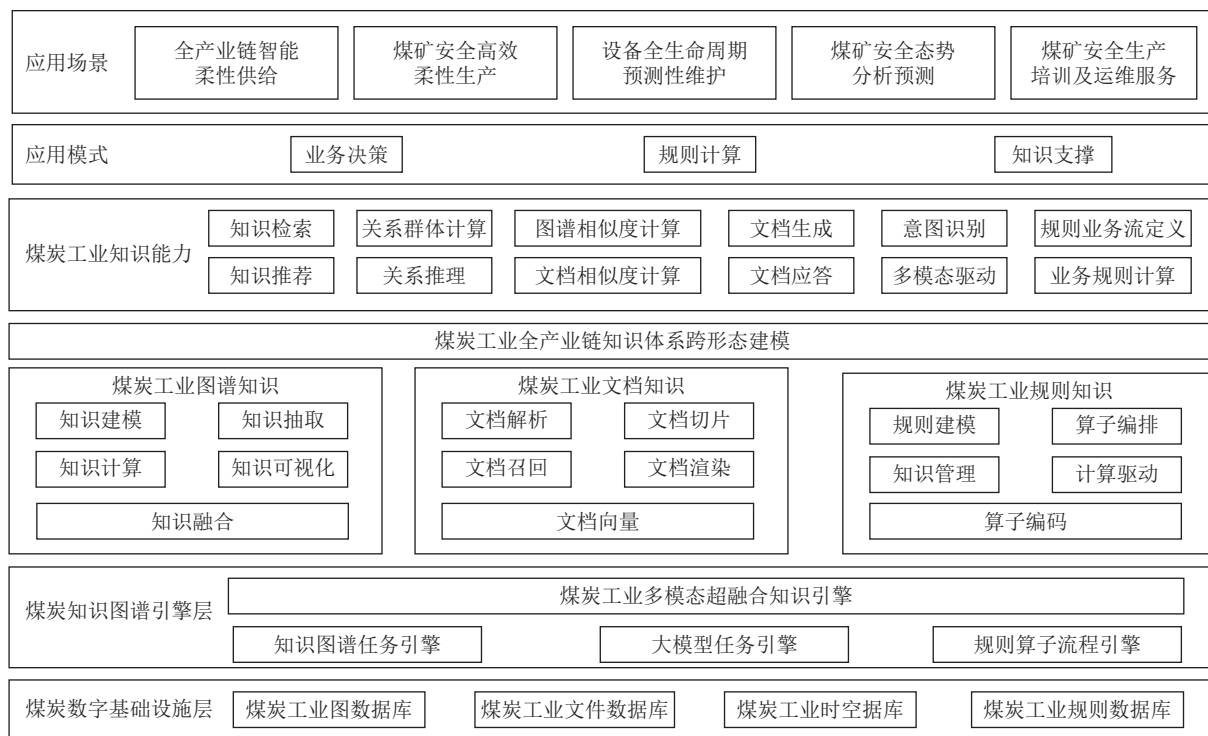 应用场景
全产业链智能
柔性供给
煤矿安全高效
柔性生产
设备全生命周期
预测性维护
煤矿安全态势
分析预测
煤矿安全生产
培训及运维服务
应用模式
业务决策
规则计算
知识支撑
煤炭工业知识能力
知识检索
关系群体计算
图谱相似度计算
文档生成
意图识别
规则业务流定义
知识推荐
关系推理
文档相似度计算
文档应答
多模态驱动
业务规则计算
煤炭工业全产业链知识体系跨形态建模
煤炭工业图谱知识
知识建模
知识抽取
知识计算
知识可视化
知识融合
煤炭工业文档知识
文档解析
文档切片
文档召回
文档渲染
文档向量
煤炭工业规则知识
规则建模
算子编排
知识管理
计算驱动
算子编码
煤炭知识图谱引擎层
煤炭工业多模态超融合知识引擎
知识图谱任务引擎
大模型任务引擎
规则算子流程引擎
煤炭数字基础设施层
煤炭工业图数据库
煤炭工业文件数据库
煤炭工业时空据库
煤炭工业规则数据库